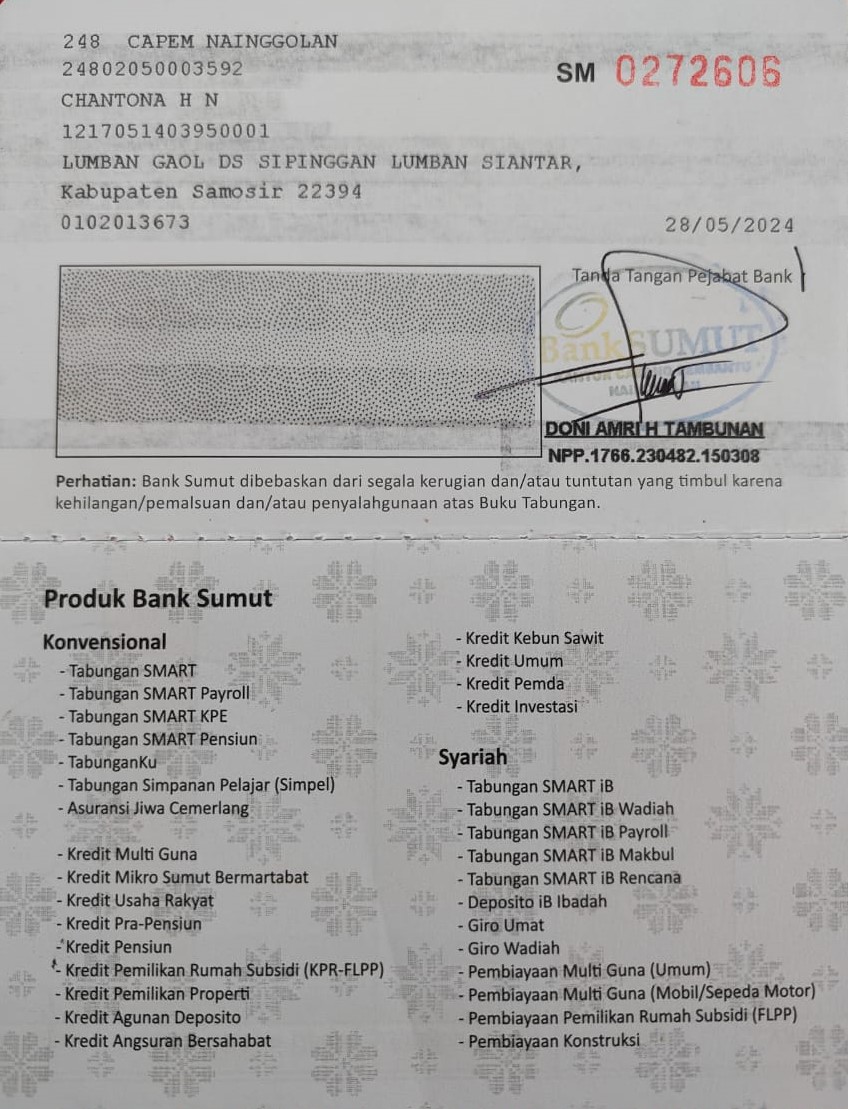 248 CAPEM NAINGGOLAN
24802050003592
SM 0272606
CHANTONA H N
1217051403950001
LUMBAN GAOL DS SIPINGGAN LUMBAN SIANTAR,
Kabupaten Samosir 22394
0102013673
28/05/2024
Tanda Tangan Pejabat Bank
BankSUMUT
DONI AMRI H TAMBUNAN
NPP.1766.230482.150308
Perhatian: Bank Sumut dibebaskan dari segala kerugian dan/atau tuntutan yang timbul karena
kehilangan/pemalsuan dan/atau penyalahgunaan atas Buku Tabungan.
Produk Bank Sumut
Konvensional
- Tabungan SMART
- Tabungan SMART Payroll
- Tabungan SMART KPE
- Tabungan SMART Pensiun
- TabunganKu
- Tabungan Simpanan Pelajar (Simpel)
- Asuransi Jiwa Cemerlang
- Kredit Multi Guna
- Kredit Mikro Sumut Bermartabat
- Kredit Usaha Rakyat
- Kredit Pra-Pensiun
- Kredit Pensiun
- Kredit Pemilikan Rumah Subsidi (KPR-FLPP)
- Kredit Pemilikan Properti
- Kredit Agunan Deposito
- Kredit Angsuran Bersahabat
- Kredit Kebun Sawit
- Kredit Umum
- Kredit Pemda
- Kredit Investasi
Syariah
- Tabungan SMART iB
- Tabungan SMART iB Wadiah
- Tabungan SMART iB Payroll
- Tabungan SMART iB Makbul
- Tabungan SMART iB Rencana
- Deposito iB Ibadah
- Giro Umat
- Giro Wadiah
- Pembiayaan Multi Guna (Umum)
- Pembiayaan Multi Guna (Mobil/Sepeda Motor)
- Pembiayaan Pemilikan Rumah Subsidi (FLPP)
- Pembiayaan Konstruksi